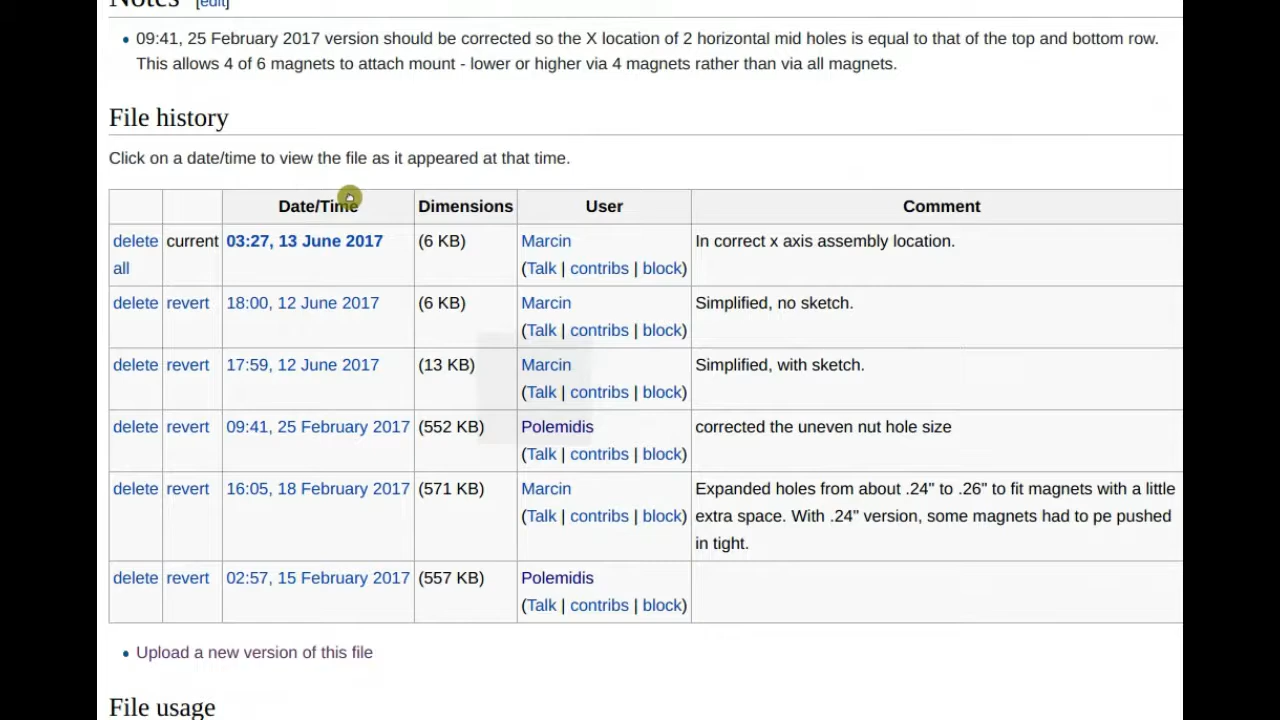 Notes [edit]
09:41, 25 February 2017 version should be corrected so the X location of 2 horizontal mid holes is equal to that of the top and bottom row.
This allows 4 of 6 magnets to attach mount - lower or higher via 4 magnets rather than via all magnets.
File history
Click on a date/time to view the file as it appeared at that time.
Date/Time Dimensions User Comment
delete current 03:27, 13 June 2017 (6 KB) Marcin In correct x axis assembly location.
all (Talk | contribs | block)
delete revert 18:00, 12 June 2017 (6 KB) Marcin Simplified, no sketch.
(Talk | contribs | block)
delete revert 17:59, 12 June 2017 (13 KB) Marcin Simplified, with sketch.
(Talk | contribs | block)
delete revert 09:41, 25 February 2017 (552 KB) Polemidis corrected the uneven nut hole size
(Talk | contribs | block)
delete revert 16:05, 18 February 2017 (571 KB) Marcin Expanded holes from about .24" to .26" to fit magnets with a little
(Talk | contribs | block) extra space. With .24" version, some magnets had to pe pushed
in tight.
delete revert 02:57, 15 February 2017 (557 KB) Polemidis
(Talk | contribs | block)
Upload a new version of this file
File usage